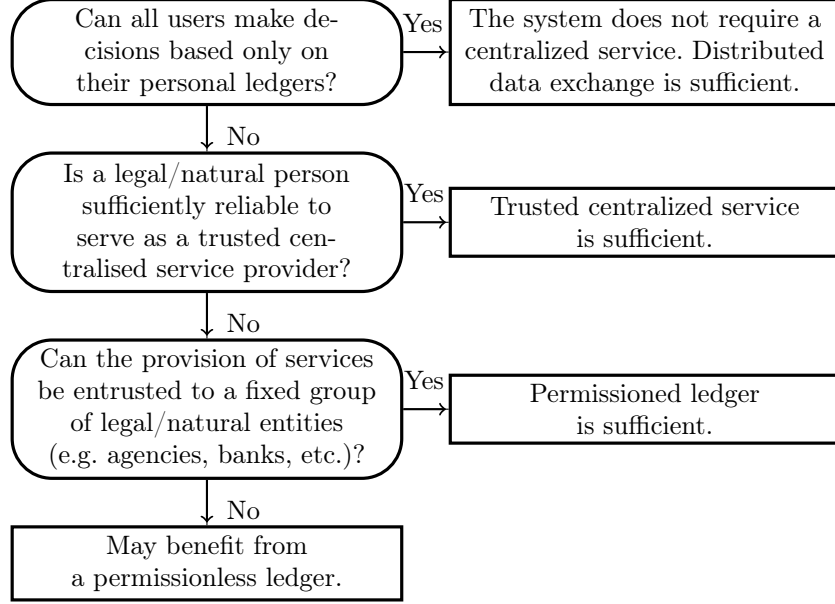 Can all users make de-
cisions based only on
their personal ledgers?
Yes
The system does not require a
centralized service. Distributed
data exchange is sufficient.
No
Is a legal/natural person
sufficiently reliable to
serve as a trusted cen-
tralised service provider?
Yes
Trusted centralized service
is sufficient.
No
Can the provision of services
be entrusted to a fixed group
of legal/natural entities
(e.g. agencies, banks, etc.)?
Yes
Permissioned ledger
is sufficient.
No
May benefit from
a permissionless ledger.